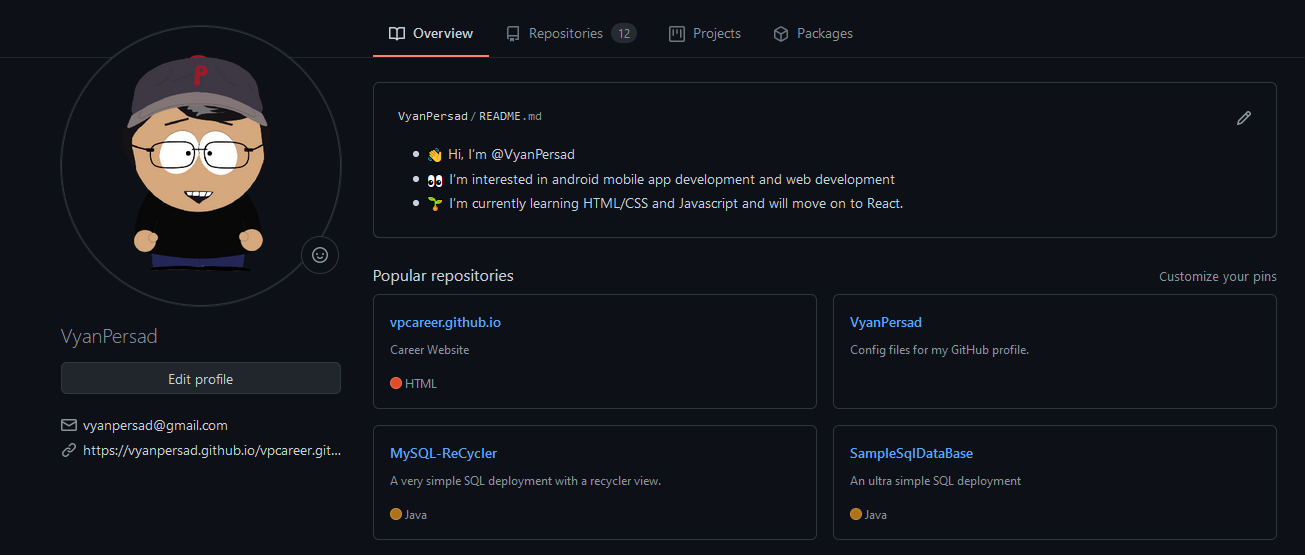 Overview
Repositories 12
Projects
Packages
P
VyanPersad/README.md
👋 Hi, I'm @VyanPersad
👀 I'm interested in android mobile app development and web development
🌱 I'm currently learning HTML/CSS and Javascript and will move on to React.
VyanPersad
Edit profile
vyanpersad@gmail.com
https://vyanpersad.github.io/vpcareer.git...
Popular repositories
Customize your pins
vpcareer.github.io
Career Website
HTML
VyanPersad
Config files for my GitHub profile.
MySQL-ReCycler
A very simple SQL deployment with a recycler view.
Java
SampleSqlDataBase
An ultra simple SQL deployment
Java